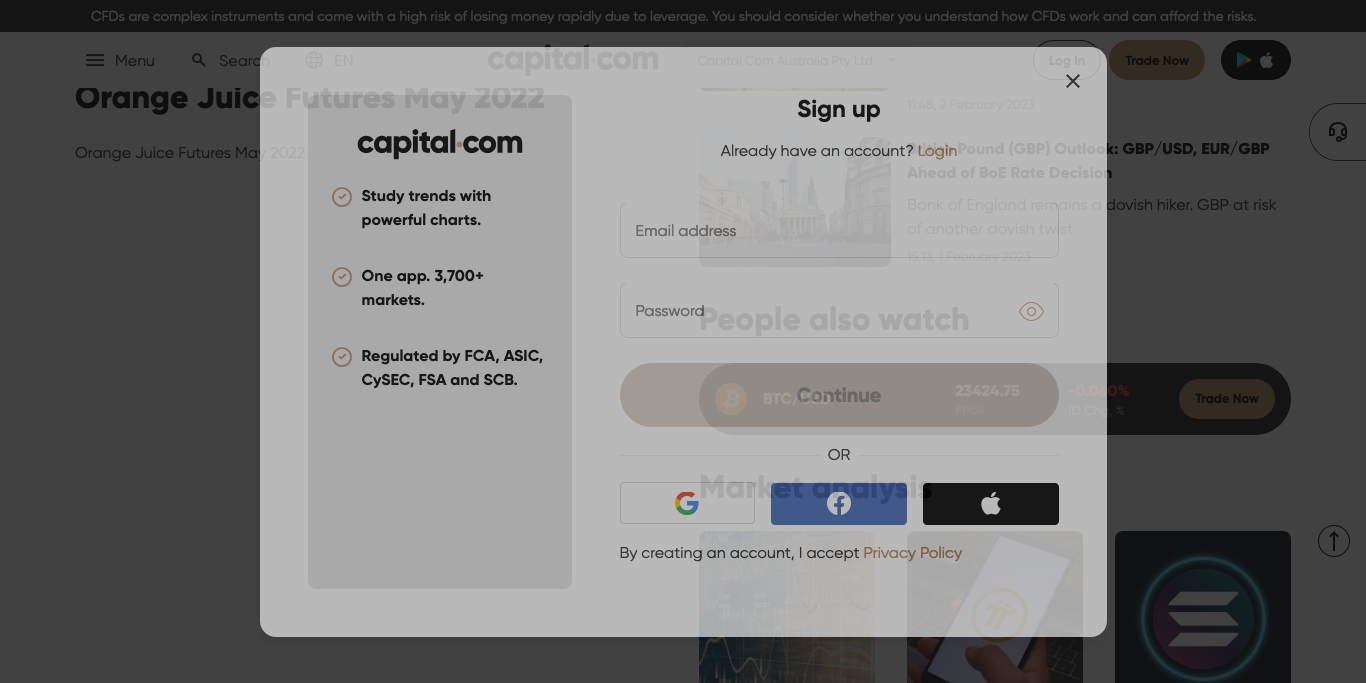 CFDs are complex instruments and come with a high risk of losing money rapidly due to leverage. You should consider whether you understand how CFDs work and can afford the risks.
Menu
Search
EN
capital.com
Capital Com Australia Pty Ltd
Log In
Trade Now
Orange Juice Futures May 2022
Orange Juice Futures May 2022
capital.com
Study trends with
powerful charts.
One app. 3,700+
markets.
Regulated by FCA, ASIC,
CySEC, FSA and SCB.
Sign up
Already have an account? Login
Email address
Password
Continue
OR
By creating an account, I accept Privacy Policy
11:48, 2 February 2023
British Pound (GBP) Outlook: GBP/USD, EUR/GBP
Ahead of BoE Rate Decision
Bank of England remains a dovish hiker. GBP at risk
of another dovish twist
15:13, 1 February 2023
People also watch
BTC/USD
23424.75
Price
-0.060%
1D Chg, %
Trade Now
Market analysis